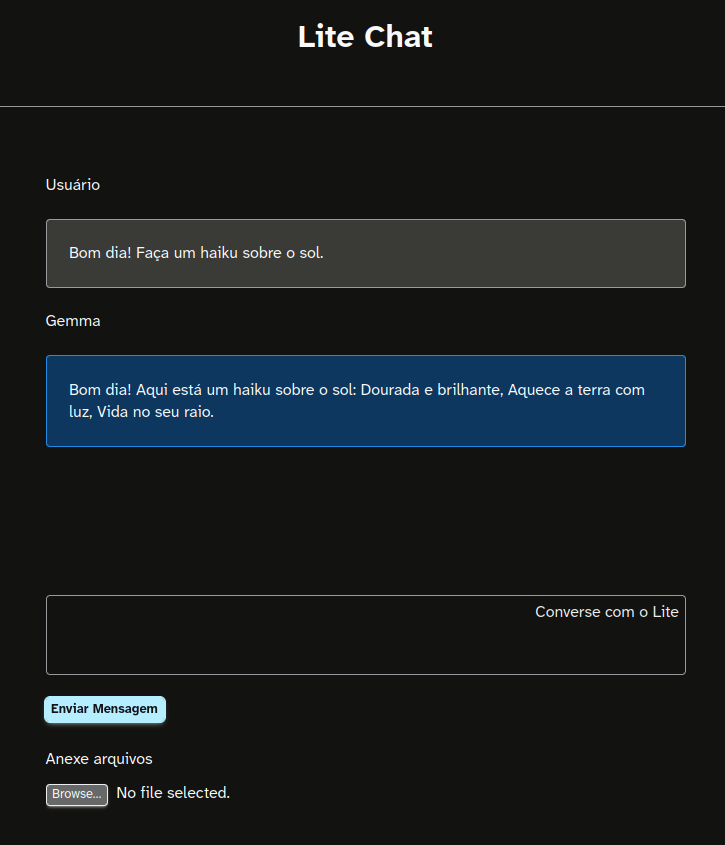 Lite Chat
Usuário
Bom dia! Faça um haiku sobre o sol.
Gemma
Bom dia! Aqui está um haiku sobre o sol: Dourada e brilhante, Aquece a terra com
luz, Vida no seu raio.
Converse com o Lite
Enviar Mensagem
Anexe arquivos
Browse... No file selected.